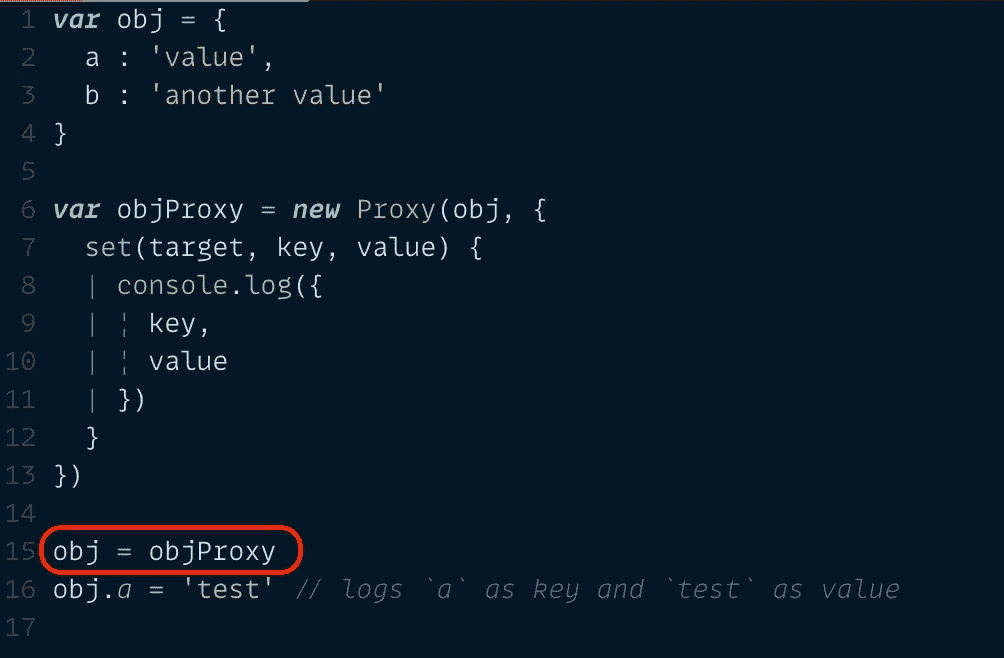 1 var obj = {
2 a : 'value',
3 b : 'another value'
4 }
5
6 var objProxy = new Proxy(obj, {
7 set(target, key, value) {
8 | console.log({
9 | ¦ key,
10 | ¦ value
11 | })
12 }
13 })
14
15 obj = objProxy
16 obj.a = 'test' // logs `a` as key and `test` as value
17